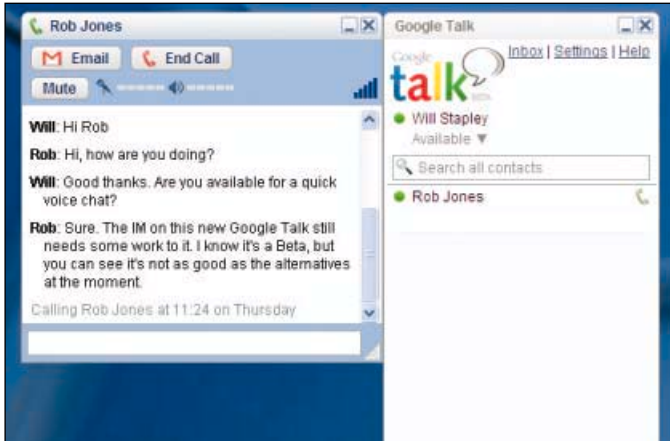 Rob Jones
Email
End Call
Mute
Will: Hi Rob
Rob: Hi, how are you doing?
Will: Good thanks. Are you available for a quick
voice chat?
Rob: Sure. The IM on this new Google Talk still
needs some work to it. I know it's a Beta, but
you can see it's not as good as the alternatives
at the moment.
Calling Rob Jones at 11:24 on Thursday
Google Talk
Inbox | Settings | Help
Google
talk
BETA
Will Stapley
Available ▼
Search all contacts
Rob Jones